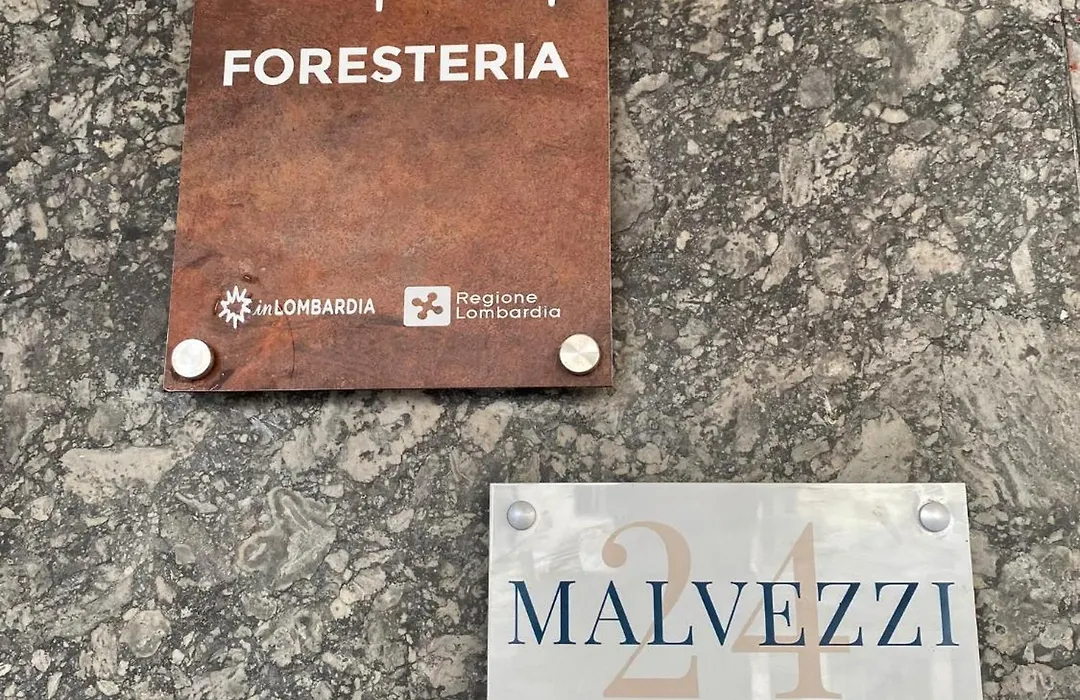 FORESTERIA
inLOMBARDIA
Regione
Lombardia
24
MALVEZZI